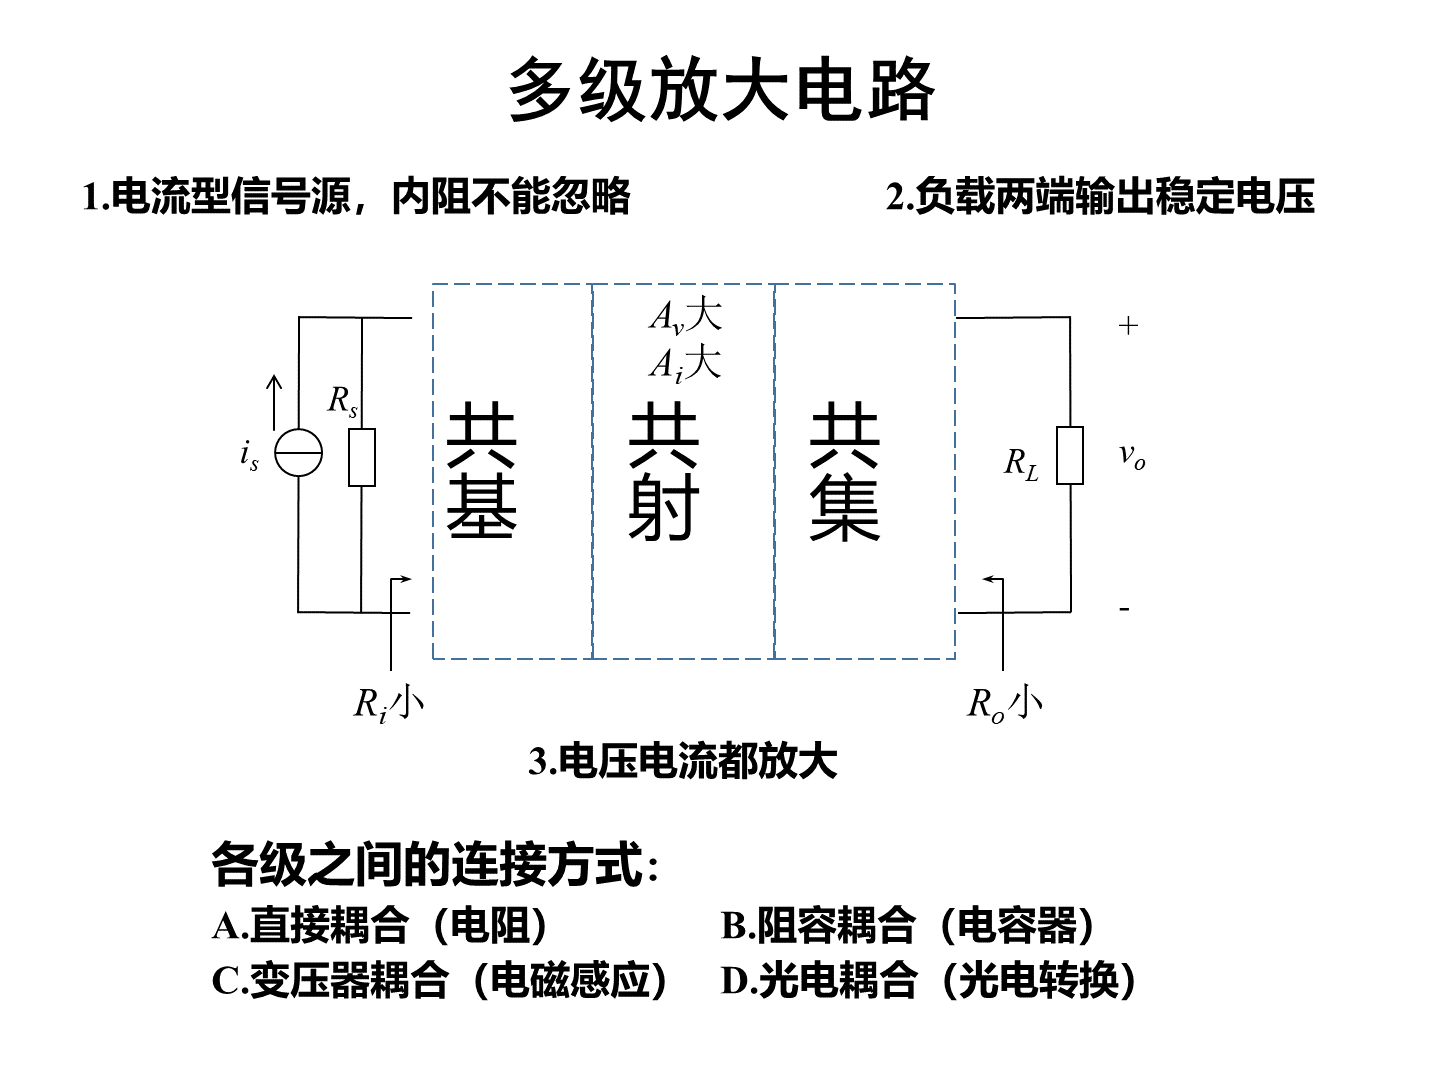 多级放大电路
1.电流型信号源，内阻不能忽略
2.负载两端输出稳定电压
Av大
Ai大
+
Rs
共基
共射
共集
is
RL
vo
-
Ri小
Ro小
3.电压电流都放大
各级之间的连接方式：
A.直接耦合（电阻）
B.阻容耦合（电容器）
C.变压器耦合（电磁感应）
D.光电耦合（光电转换）